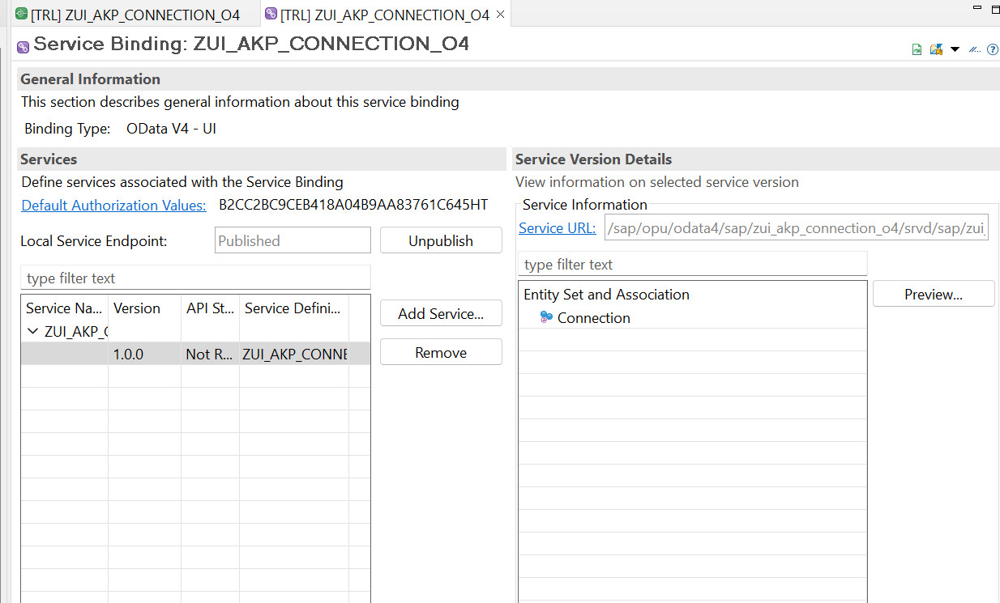 [TRL] ZUI_AKP_CONNECTION_O4
[TRL] ZUI_AKP_CONNECTION_O4
Service Binding: ZUI_AKP_CONNECTION_O4
General Information
This section describes general information about this service binding
Binding Type: OData V4 - UI
Services
Define services associated with the Service Binding
Default Authorization Values: B2CC2BC9CEB418A04B9AA83761C645HT
Local Service Endpoint: Published Unpublish
type filter text
Service Na... Version API St... Service Defini...
ZUI_AKP_C
1.0.0 Not R... ZUI_AKP_CONNE
Add Service...
Remove
Service Version Details
View information on selected service version
Service Information
Service URL: /sap/opu/odata4/sap/zui_akp_connection_o4/srvd/sap/zui_
type filter text
Entity Set and Association
Connection
Preview...